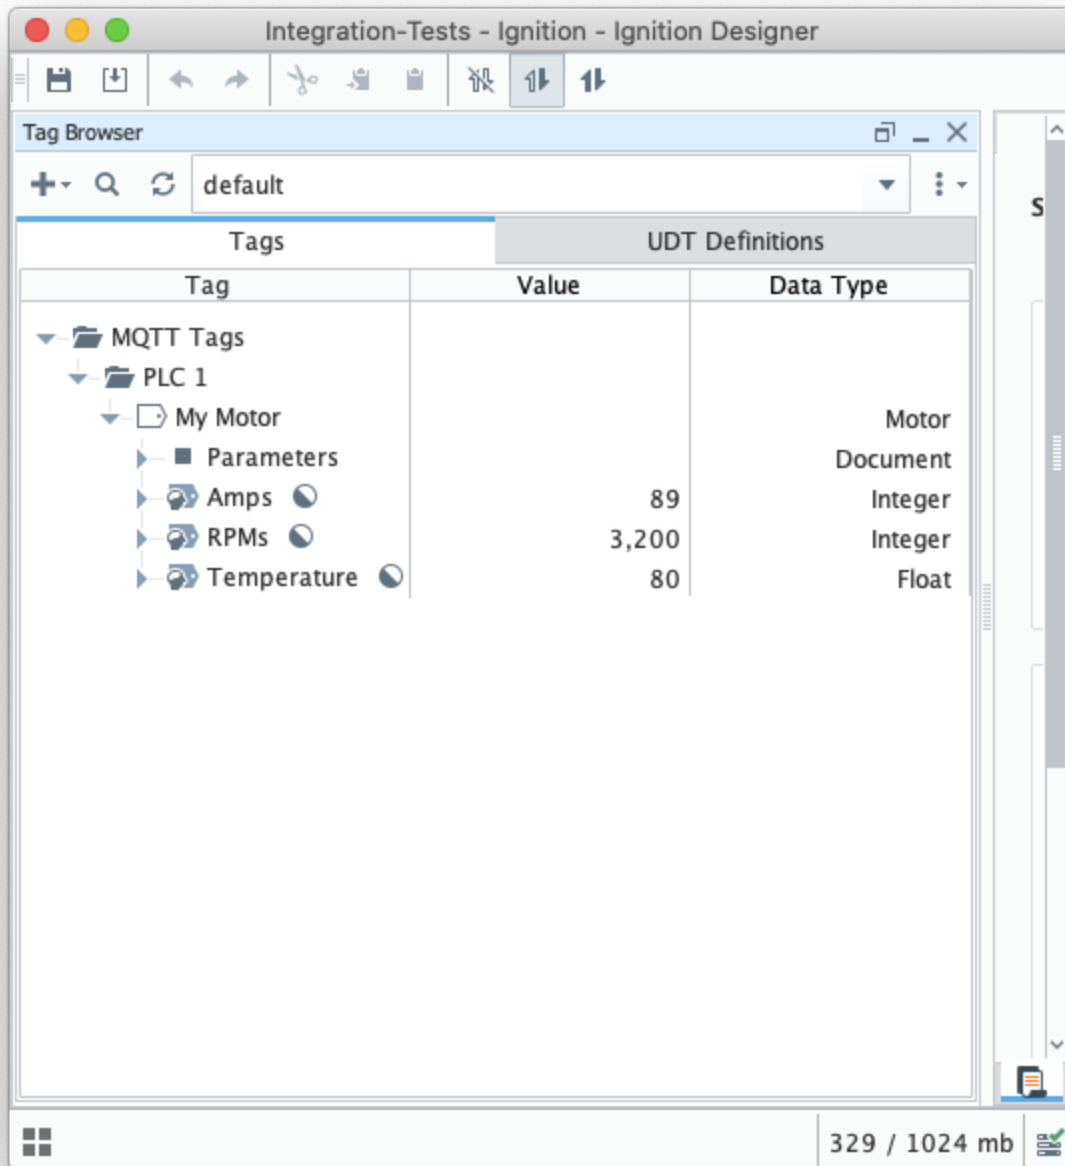 Integration-Tests - Ignition - Ignition Designer
Tag Browser
default
Tags UDT Definitions
Tag Value Data Type
MQTT Tags
PLC 1
My Motor Motor
Parameters Document
Amps 89 Integer
RPMs 3,200 Integer
Temperature 80 Float
S
329 / 1024 mb